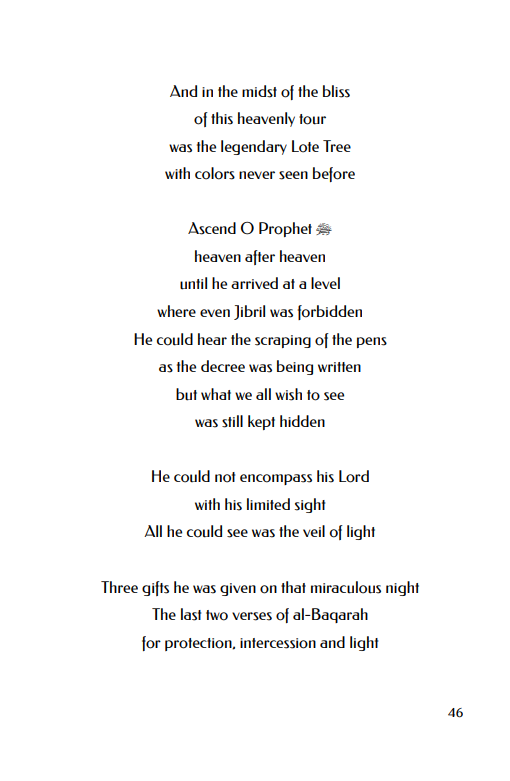 And in the midst of the bliss
of this heavenly tour
was the legendary Lote Tree
with colors never seen before
Ascend O Prophet ﷺ
heaven after heaven
until he arrived at a level
where even Jibril was forbidden
He could hear the scraping of the pens
as the decree was being written
but what we all wish to see
was still kept hidden
He could not encompass his Lord
with his limited sight
All he could see was the veil of light
Three gifts he was given on that miraculous night
The last two verses of al-Baqarah
for protection, intercession and light
46